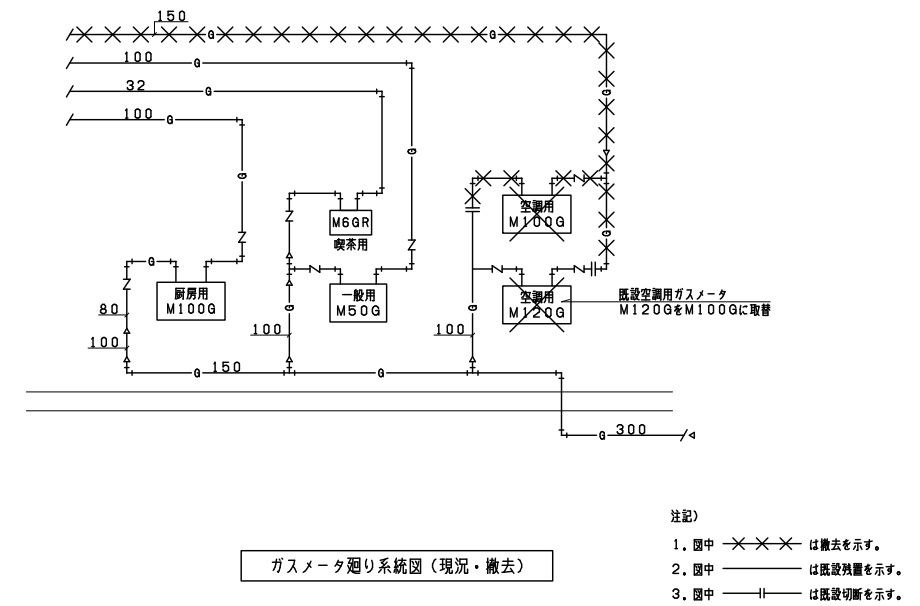 150
G G
100
G
32
G
100
G
G
G
G
G
G
空調用
M100G
M6GR
喫茶用
G
厨房用
M100G
一般用
M50G
空調用
M120G
既設空調用ガスメータ
M120GをM100Gに取替
80
G
G
100
100
100
G 150
G
G 300
注記)
1. 図中 は撤去を示す。
2. 図中 は既設残置を示す。
3. 図中 は既設切断を示す。
ガスメータ廻り系統図(現況・撤去)